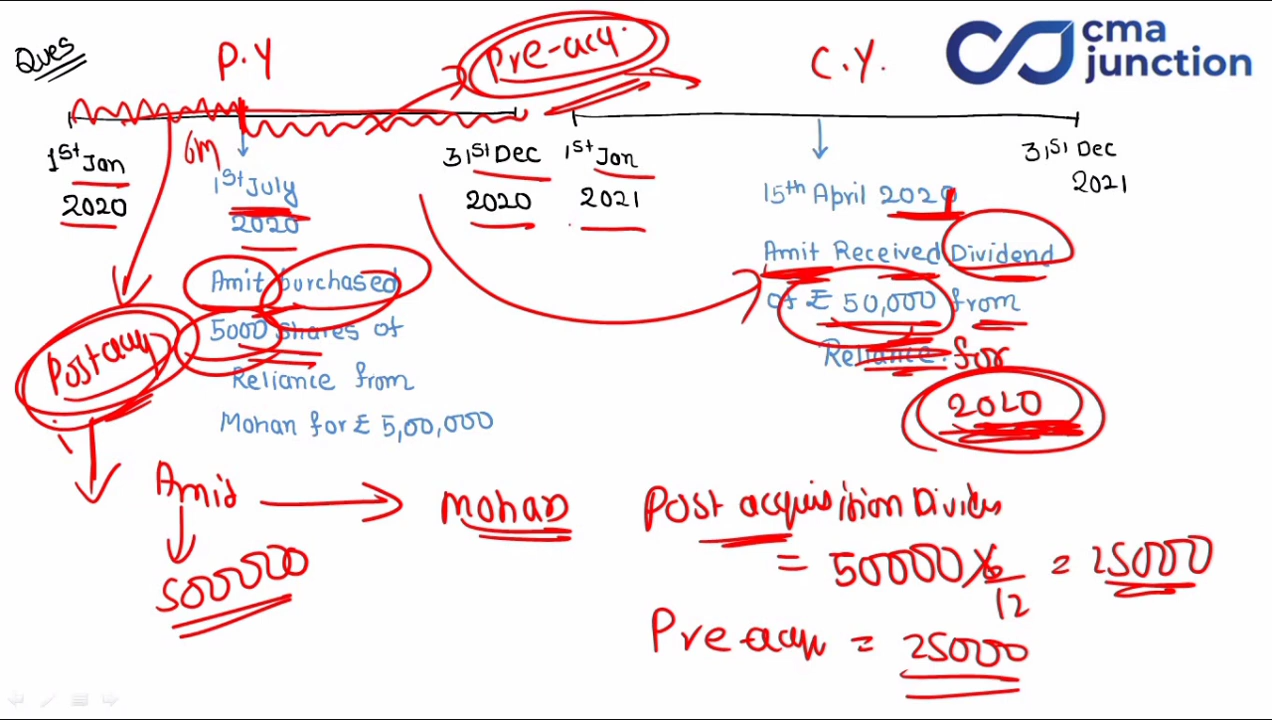 Ques
P.Y
Pre-acq.
C.Y.
cma
junction
6m
1st Jan
2020
1st July
2020
31st Dec
2020
1st Jan
2021
15th April 2021
31st Dec
2021
Amit purchased
5000 shares of
Reliance from
Mohan for ₤ 5,00,000
Amit Received Dividend
of ₤ 50,000 from
Reliance for
2020
Post acq
Amit
Mohan
500000
Post acquisition
= 50000 x 6/12 = 25000
Pre-acq = 25000